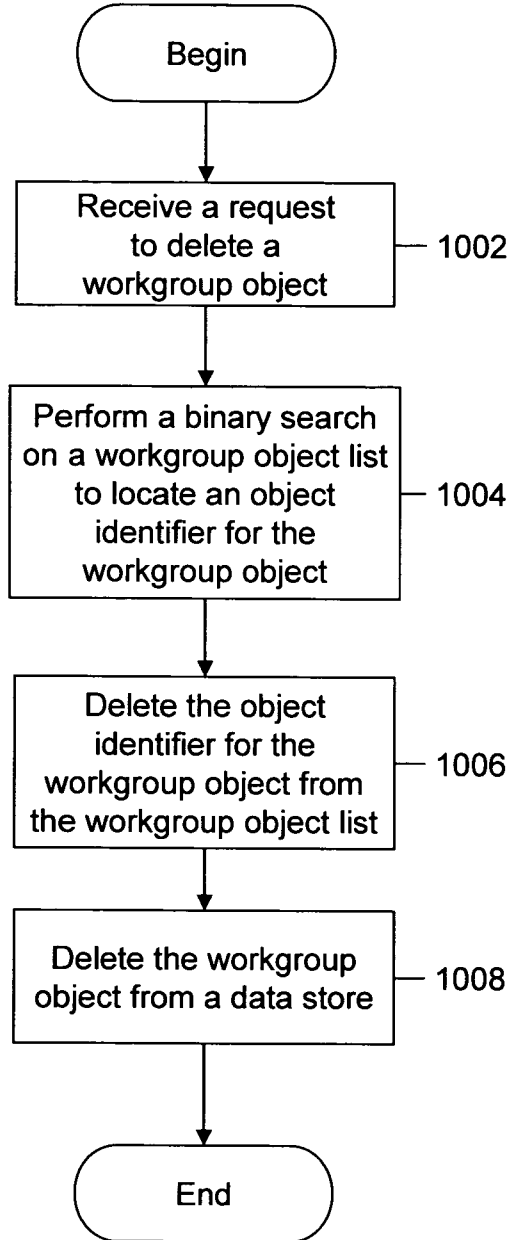 Begin
Receive a request
to delete a
workgroup object
1002
Perform a binary search
on a workgroup object list
to locate an object
identifier for the
workgroup object
1004
Delete the object
identifier for the
workgroup object from
the workgroup object list
1006
Delete the workgroup
object from a data store
1008
End